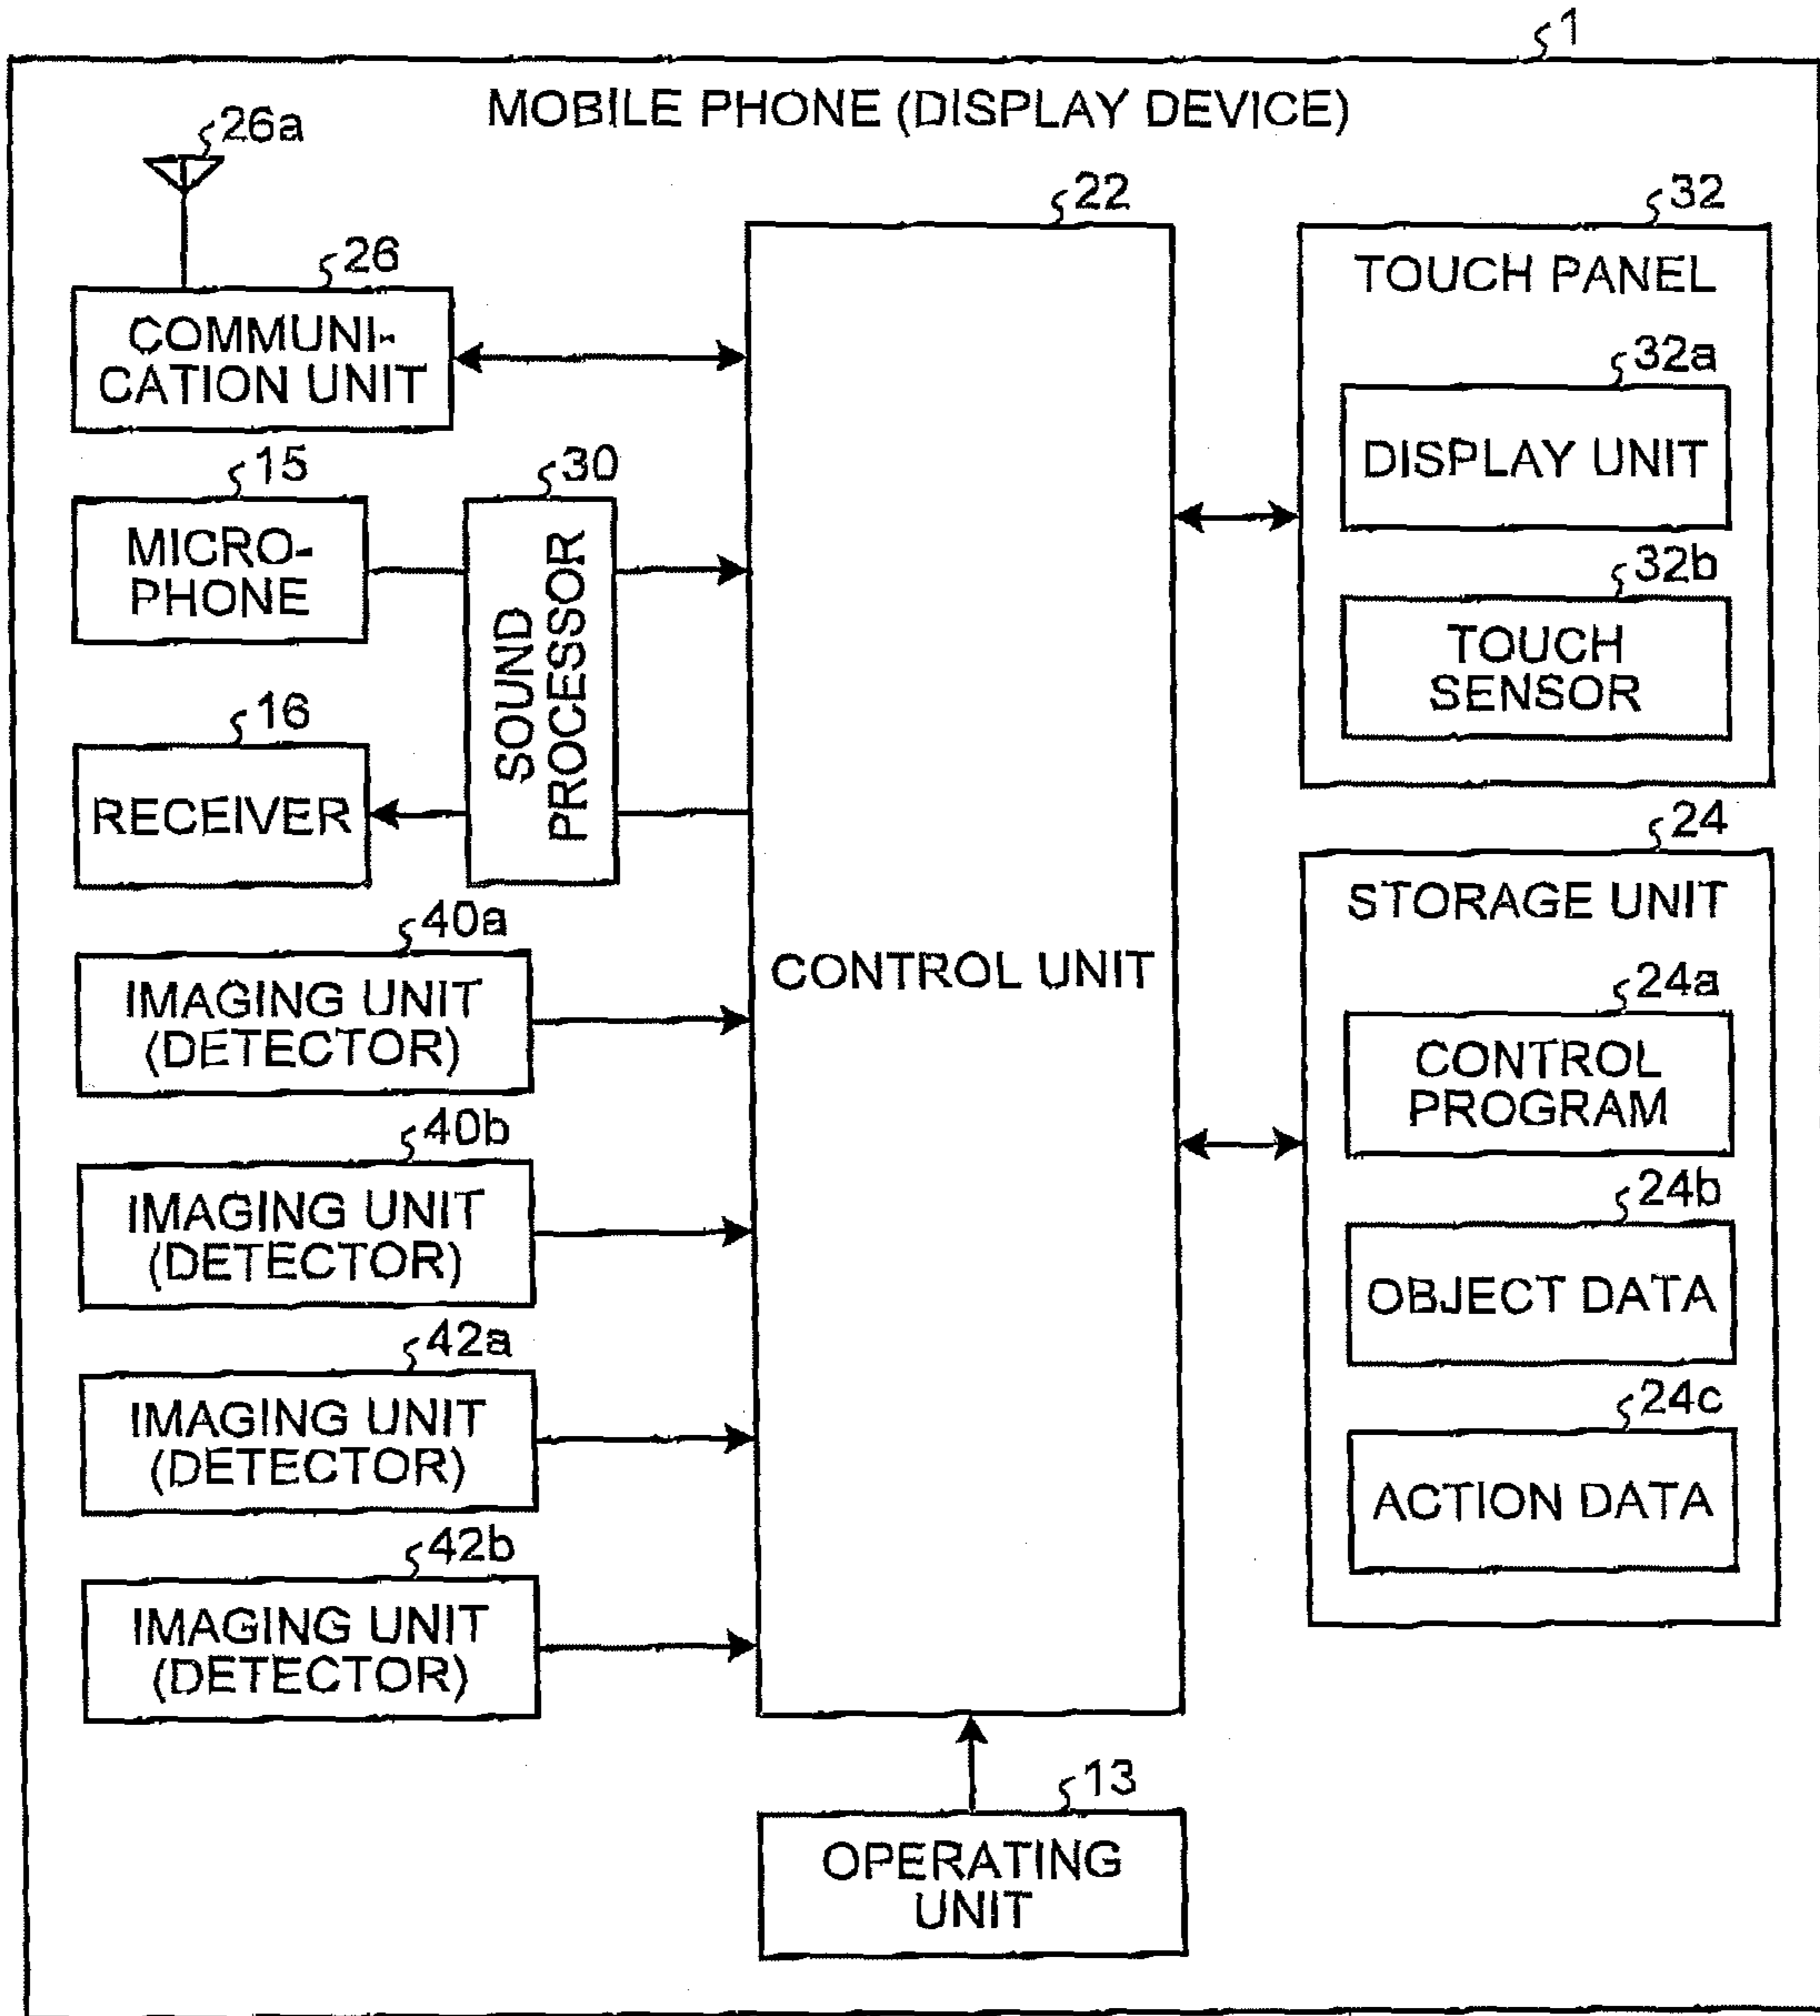 1
MOBILE PHONE (DISPLAY DEVICE)
26a
22
32
26
COMMUNI-
CATION UNIT
TOUCH PANEL
32a
DISPLAY UNIT
15
MICRO-
PHONE
30
SOUND
PROCESSOR
32b
TOUCH
SENSOR
16
RECEIVER
24
STORAGE UNIT
40a
IMAGING UNIT
(DETECTOR)
CONTROL UNIT
24a
CONTROL
PROGRAM
40b
IMAGING UNIT
(DETECTOR)
24b
OBJECT DATA
42a
IMAGING UNIT
(DETECTOR)
24c
ACTION DATA
42b
IMAGING UNIT
(DETECTOR)
13
OPERATING
UNIT